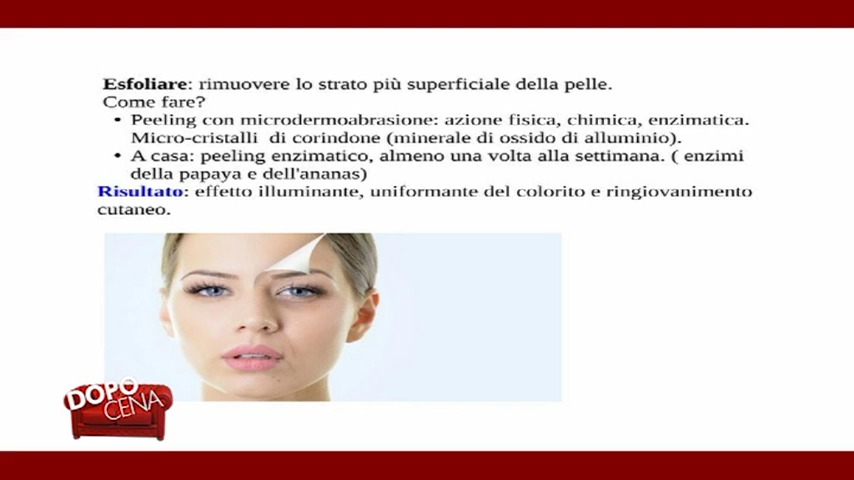 Esfoliare: rimuovere lo strato più superficiale della pelle.
Come fare?
• Peeling con microdermoabrasione: azione fisica, chimica, enzimatica.
Micro-cristalli di corindone (minerale di ossido di alluminio).
• A casa: peeling enzimatico, almeno una volta alla settimana. ( enzimi
della papaya e dell'ananas)
Risultato: effetto illuminante, uniformante del colorito e ringiovanimento
cutaneo.
DOPO
CENA